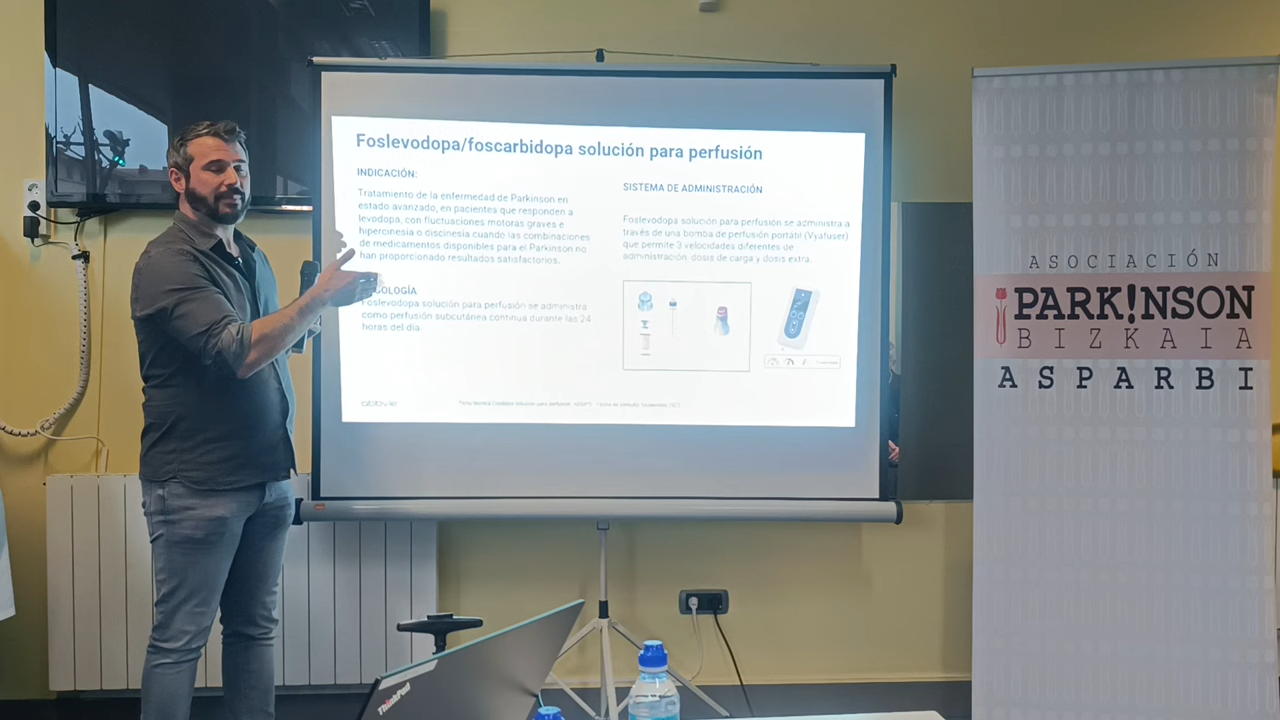 Foslevodopa/foscarbidopa solución para perfusión
INDICACIÓN:
Tratamiento de la enfermedad de Parkinson en
estado avanzado, en pacientes que responden a
levodopa, con fluctuaciones motoras graves e
hipercinesia o discinesia cuando las combinaciones
de medicamentos disponibles para el Parkinson no
han proporcionado resultados satisfactorios.
OLOGÍA
Foslevodopa solución para perfusión se administra
como perfusión subcutánea continua durante las 24
horas del día.
SISTEMA DE ADMINISTRACIÓN
Foslevodopa solución para perfusión se administra a
través de una bomba de perfusión portátil (Vyafuser)
que permite 3 velocidades diferentes de
administración, dosis de carga y dosis extra.
abbvie
ASOCIACIÓN
PARK!NSON
BIZKAIA
ASPARBI
ThinkPad